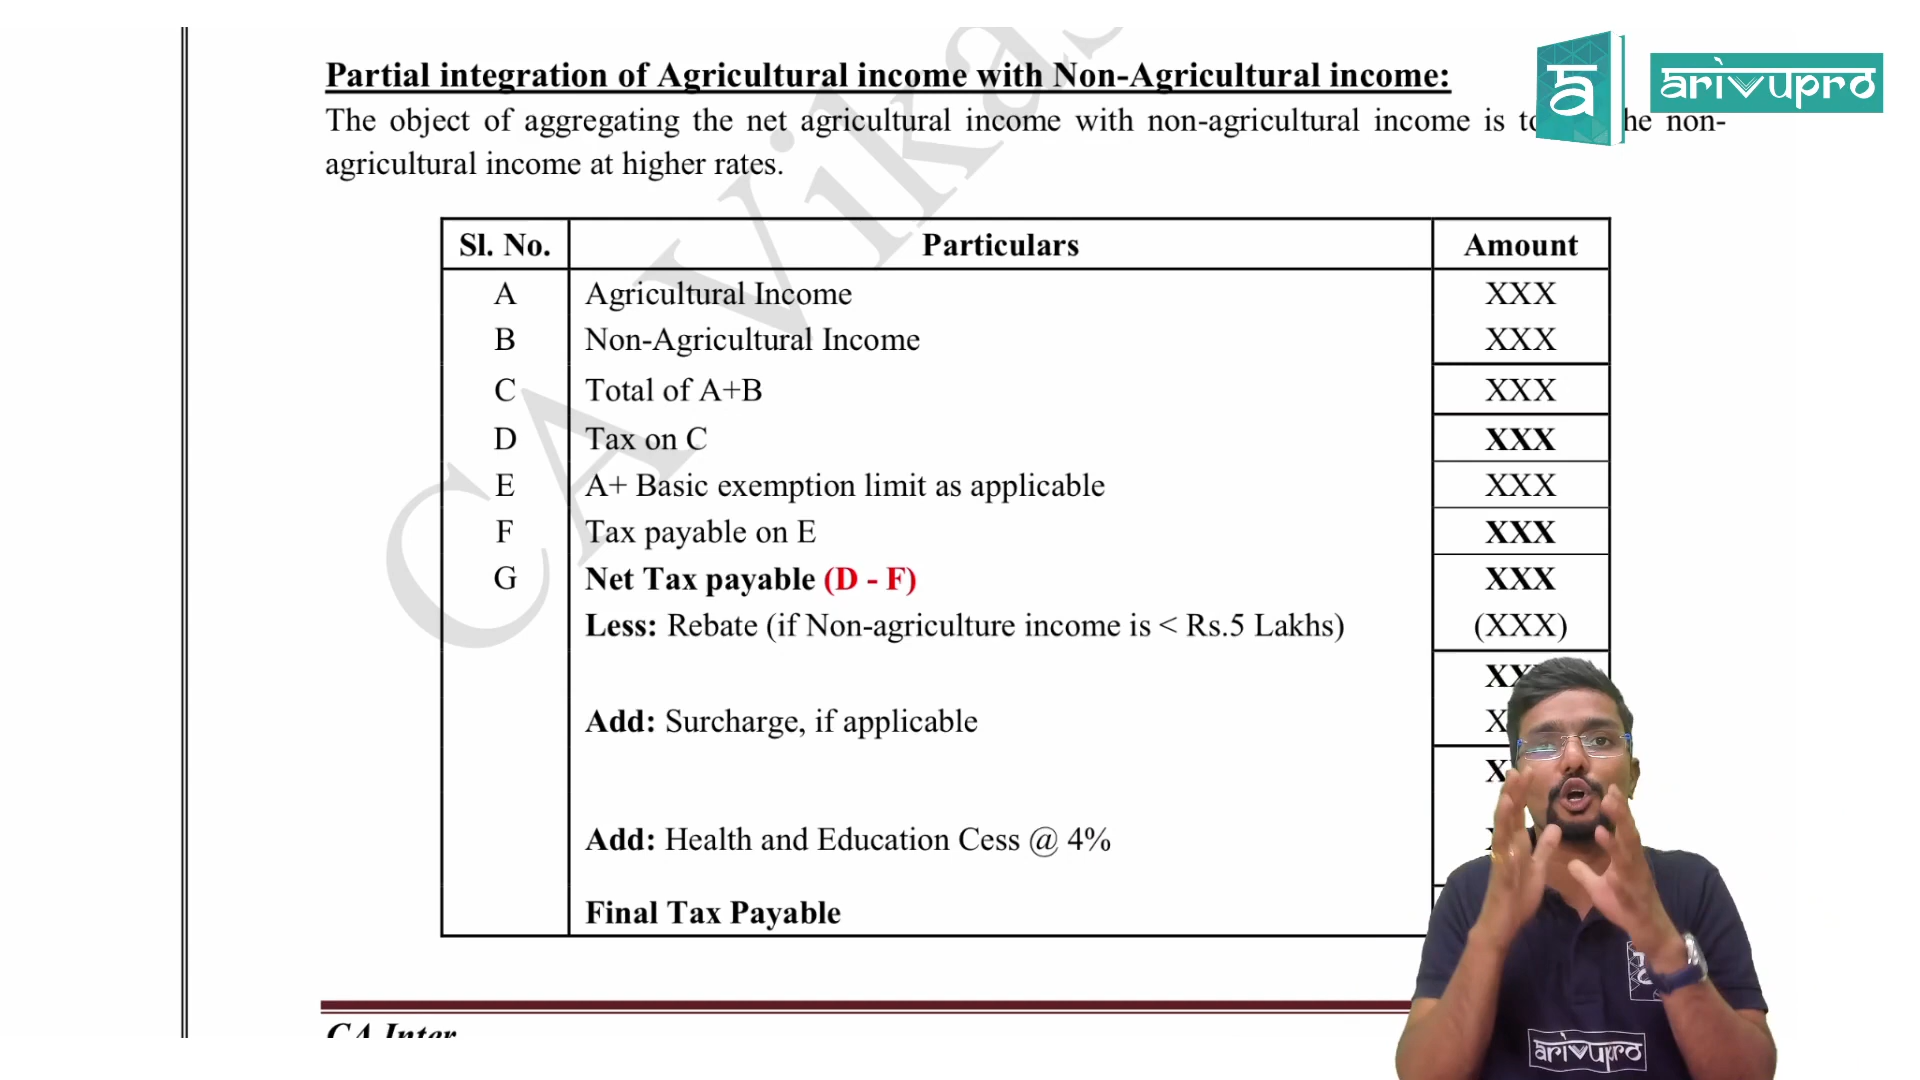 Partial integration of Agricultural income with Non-Agricultural income:
The object of aggregating the net agricultural income with non-agricultural income is to he non-
agricultural income at higher rates.
Sl. No. Particulars Amount
A Agricultural Income XXX
B Non-Agricultural Income XXX
C Total of A+B XXX
D Tax on C XXX
E A+ Basic exemption limit as applicable XXX
F Tax payable on E XXX
G Net Tax payable (D - F) XXX
Less: Rebate (if Non-agriculture income is < Rs.5 Lakhs) (XXX)
Add: Surcharge, if applicable
Add: Health and Education Cess @ 4%
Final Tax Payable
CA Inter
CA Vikas
arivupro
arivupro